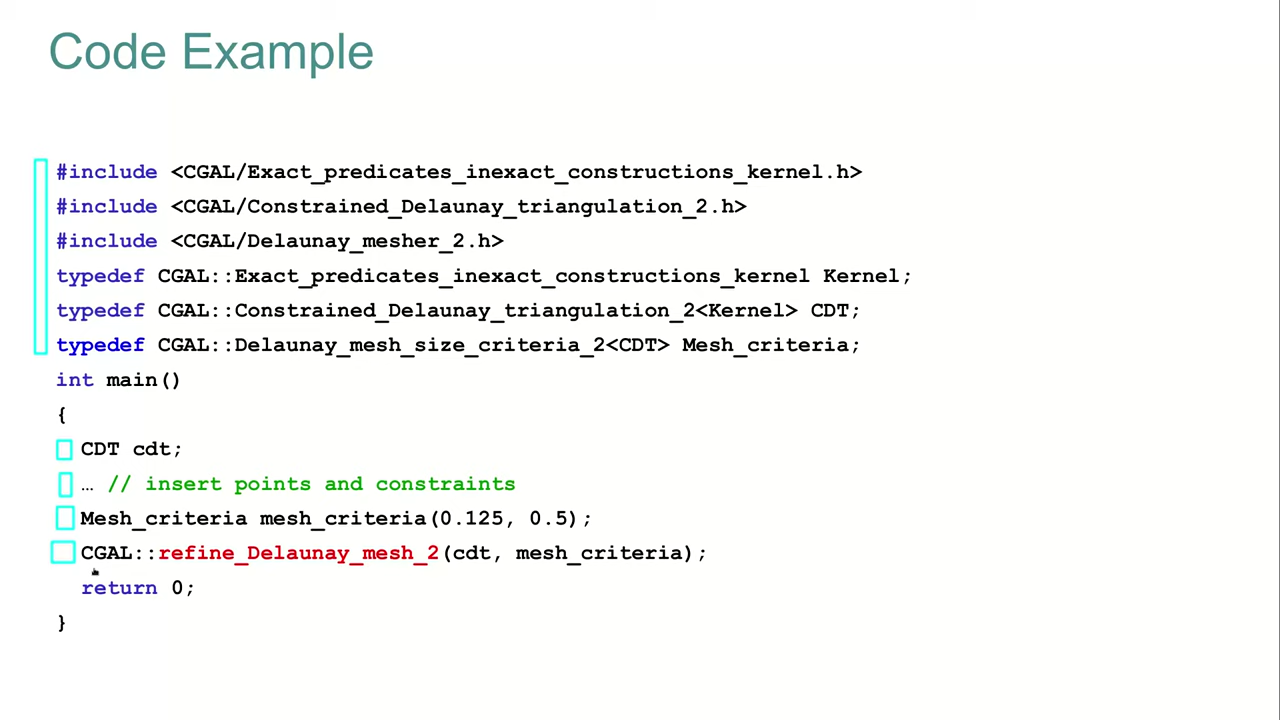 Code Example
#include <CGAL/Exact_predicates_inexact_constructions_kernel.h>
#include <CGAL/Constrained_Delaunay_triangulation_2.h>
#include <CGAL/Delaunay_mesher_2.h>
typedef CGAL::Exact_predicates_inexact_constructions_kernel Kernel;
typedef CGAL::Constrained_Delaunay_triangulation_2<Kernel> CDT;
typedef CGAL::Delaunay_mesh_size_criteria_2<CDT> Mesh_criteria;
int main()
{
CDT cdt;
… // insert points and constraints
Mesh_criteria mesh_criteria(0.125, 0.5);
CGAL::refine_Delaunay_mesh_2(cdt, mesh_criteria);
return 0;
}